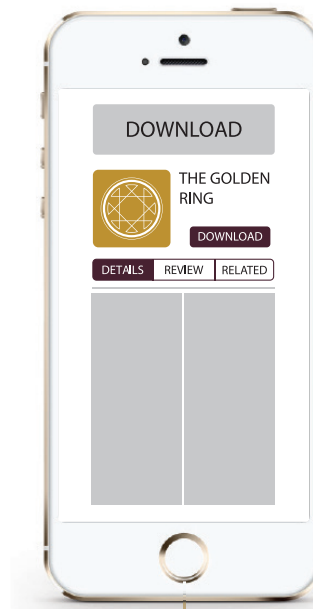 DOWNLOAD
THE GOLDEN
RING
DOWNLOAD
DETAILS REVIEW RELATED